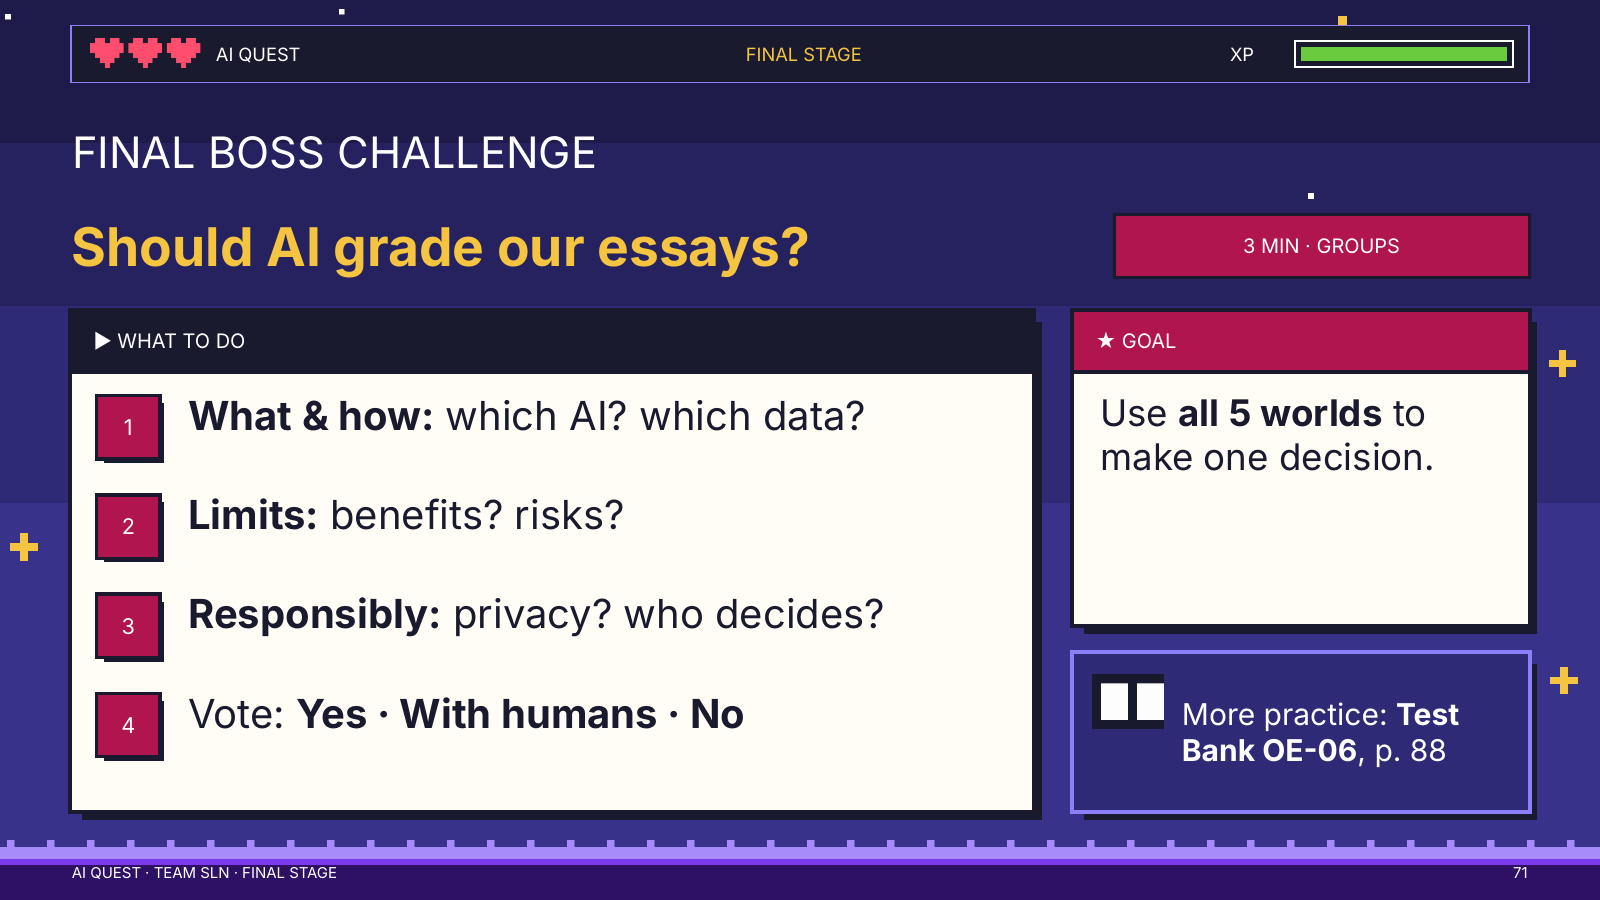 AI QUEST
FINAL STAGE
XP
FINAL BOSS CHALLENGE
Should AI grade our essays?
3 MIN · GROUPS
▶ WHAT TO DO
1
What & how: which AI? which data?
2
Limits: benefits? risks?
3
Responsibly: privacy? who decides?
4
Vote: Yes · With humans · No
★ GOAL
Use all 5 worlds to
make one decision.
More practice: Test
Bank OE-06, p. 88
AI QUEST · TEAM SLN · FINAL STAGE
71